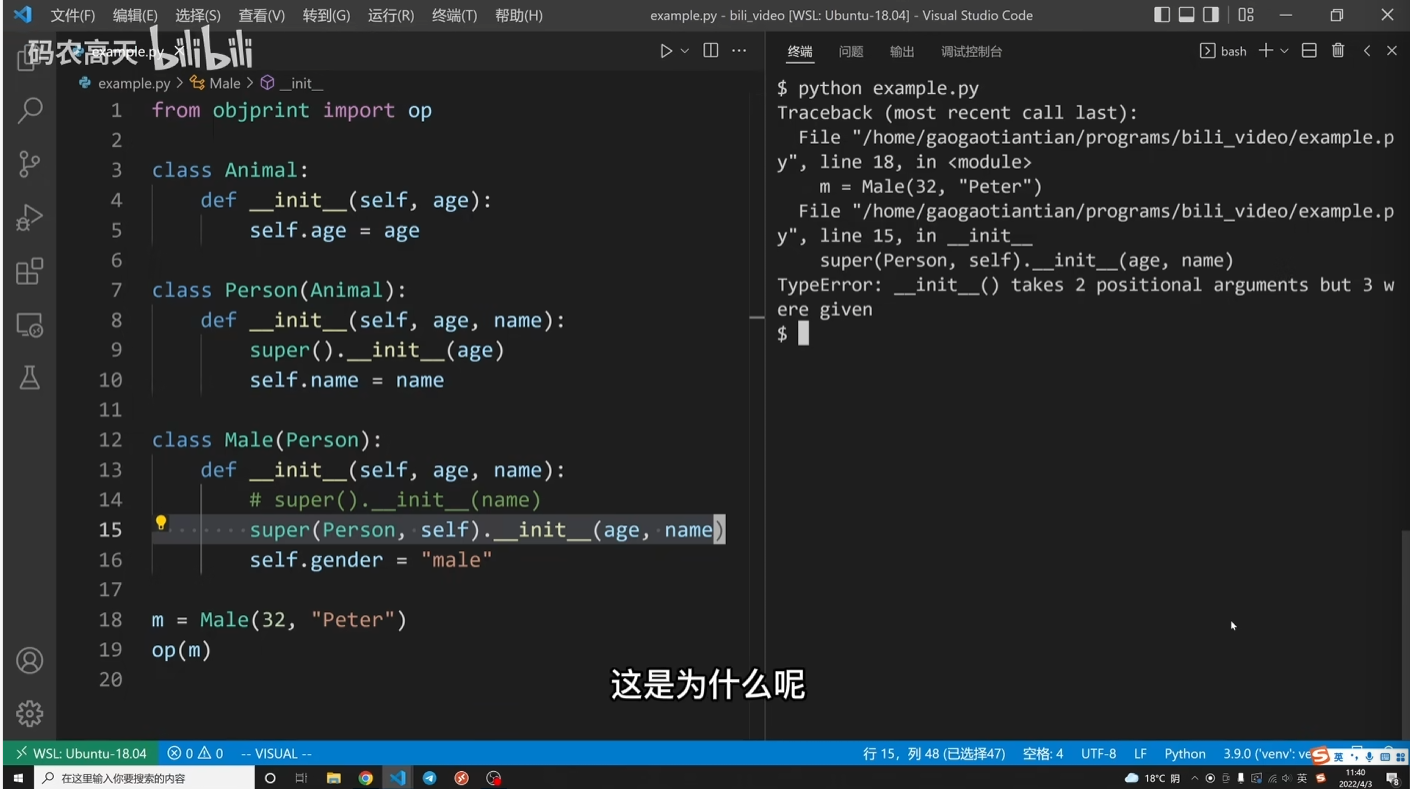 文件(F) 编辑(E) 选择(S) 查看(V) 转到(G) 运行(R) 终端(T) 帮助(H) example.py - bili_video [WSL: Ubuntu-18.04] - Visual Studio Code
码农高天 bilibili
example.py
example.py > Male > __init__
1 from objprint import op
2
3 class Animal:
4 def __init__(self, age):
5 self.age = age
6
7 class Person(Animal):
8 def __init__(self, age, name):
9 super().__init__(age)
10 self.name = name
11
12 class Male(Person):
13 def __init__(self, age, name):
14 # super().__init__(name)
15 super(Person, self).__init__(age, name)
16 self.gender = "male"
17
18 m = Male(32, "Peter")
19 op(m)
20
终端 问题 输出 调试控制台 bash
$ python example.py
Traceback (most recent call last):
File "/home/gaogaotiantian/programs/bili_video/example.p
y", line 18, in <module>
m = Male(32, "Peter")
File "/home/gaogaotiantian/programs/bili_video/example.p
y", line 15, in __init__
super(Person, self).__init__(age, name)
TypeError: __init__() takes 2 positional arguments but 3 w
ere given
$
这是为什么呢
WSL: Ubuntu-18.04 0 0 -- VISUAL -- 行 15，列 48 (已选择47) 空格: 4 UTF-8 LF Python 3.9.0 ('venv': ve 英
在这里输入你要搜索的内容 18°C 阴 英 11:40
2022/4/3 8